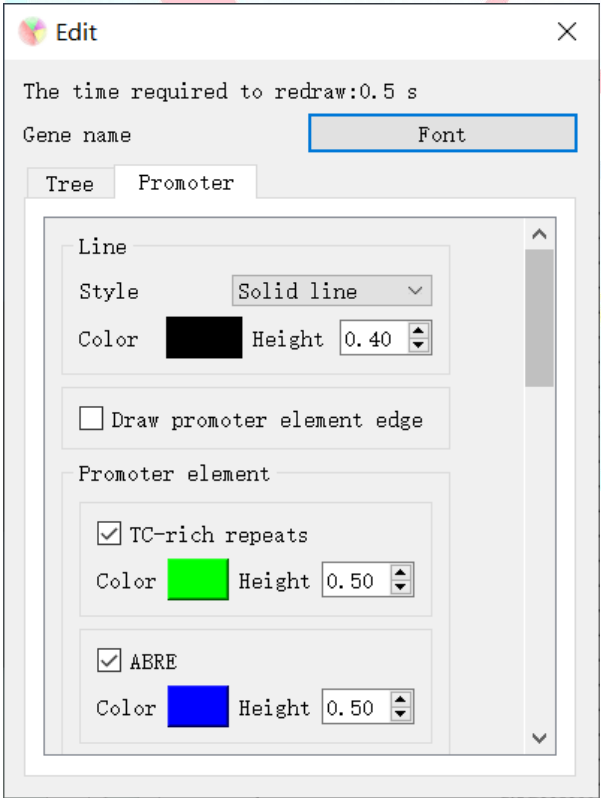 Edit
The time required to redraw:0.5 s
Gene name Font
Tree Promoter
Line
Style Solid line
Color Height 0.40
Draw promoter element edge
Promoter element
TC-rich repeats
Color Height 0.50
ABRE
Color Height 0.50